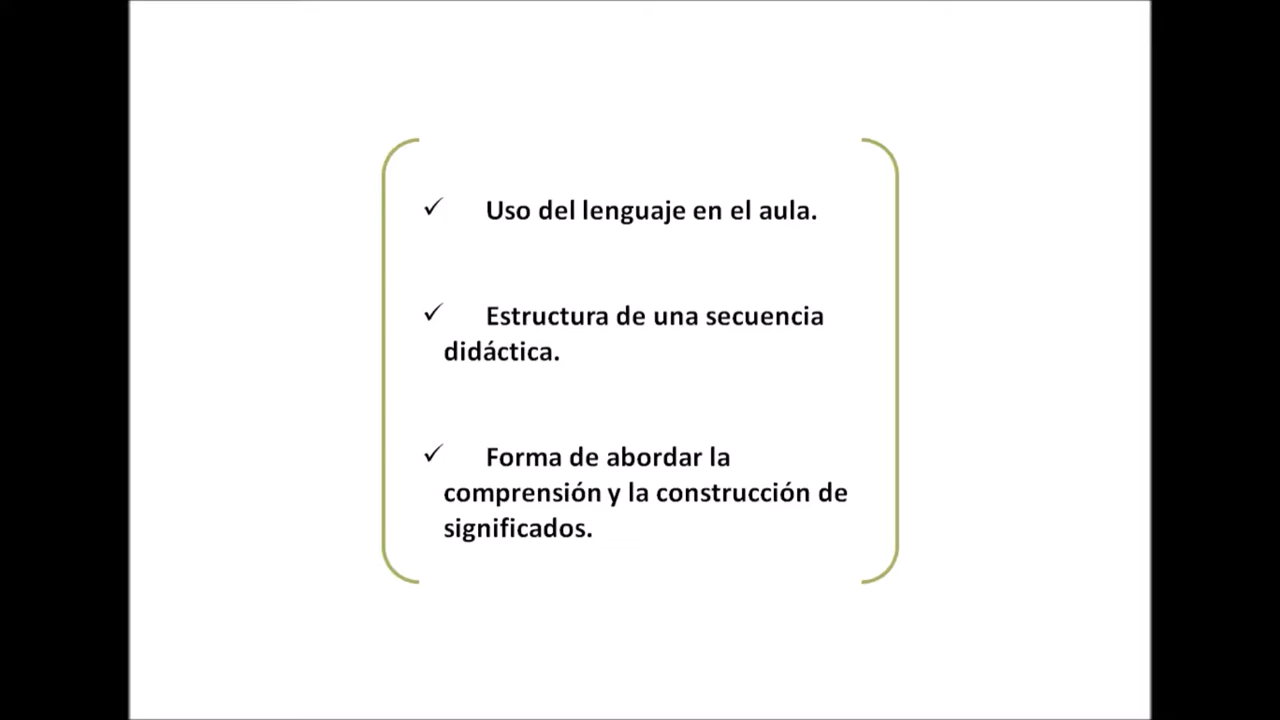 ✓ Uso del lenguaje en el aula.
✓ Estructura de una secuencia
didáctica.
✓ Forma de abordar la
comprensión y la construcción de
significados.